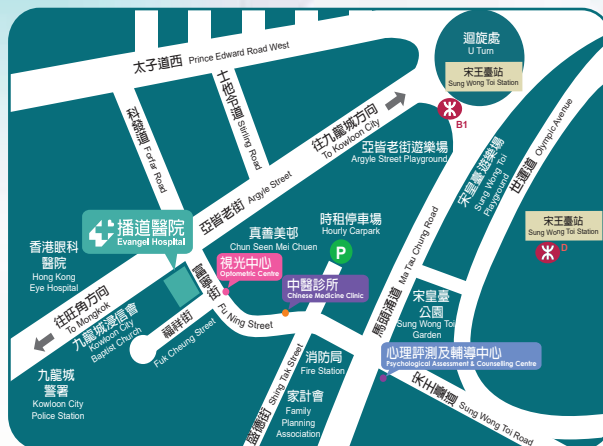 太子道西 Prince Edward Road West
迴旋處
U Turn
宋王臺站
Sung Wong Toi Station
B1
士他令道 Stirling Road
科發道 Forfar Road
往九龍城方向
To Kowloon City
亞皆老街 Argyle Street
亞皆老街遊樂場
Argyle Street Playground
宋皇臺遊樂場
Sung Wong Toi
Playground
世運道 Olympic Avenue
宋王臺站
Sung Wong Toi Station
D
播道醫院
Evangel Hospital
真善美邨
Chun Seen Mei Chuen
時租停車場
Hourly Carpark
P
香港眼科
醫院
Hong Kong
Eye Hospital
視光中心
Optometric Centre
中醫診所
Chinese Medicine Clinic
馬頭涌道 Ma Tau Chung Road
往旺角方向
To Mongkok
九龍城浸信會
Kowloon City
Baptist Church
福祥街
Fuk Cheung Street
富寧街
Fu Ning Street
宋皇臺
公園
Sung Wong Toi
Garden
消防局
Fire Station
心理評測及輔導中心
Psychological Assessment & Counselling Centre
九龍城
警署
Kowloon City
Police Station
盛德街 Shing Tak Street
家計會
Family
Planning
Association
宋王臺道
Sung Wong Toi Road